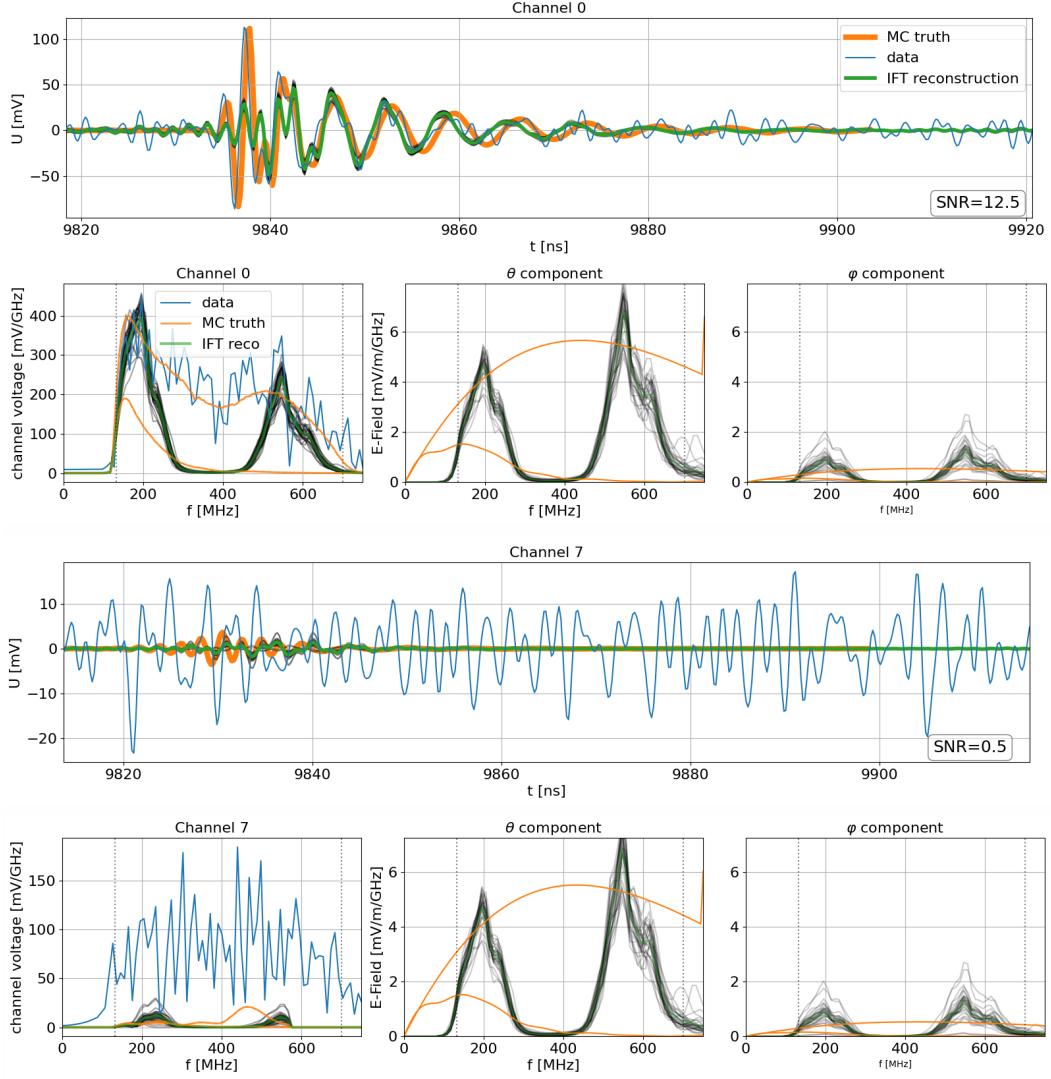 Channel 0
U [mV]
100
50
0
−50
MC truth
data
IFT reconstruction
SNR=12.5
9820 9840 9860 9880 9900 9920
t [ns]
Channel 0
channel voltage [mV/GHz]
400
300
200
100
0
data
MC truth
IFT reco
0 200 400 600
f [MHz]
θ component
E-Field [mV/m/GHz]
6
4
2
0
0 200 400 600
f [MHz]
φ component
6
4
2
0
0 200 400 600
f [MHz]
Channel 7
U [mV]
10
0
−10
−20
SNR=0.5
9820 9840 9860 9880 9900
t [ns]
Channel 7
channel voltage [mV/GHz]
150
100
50
0
0 200 400 600
f [MHz]
θ component
E-Field [mV/m/GHz]
6
4
2
0
0 200 400 600
f [MHz]
φ component
6
4
2
0
0 200 400 600
f [MHz]